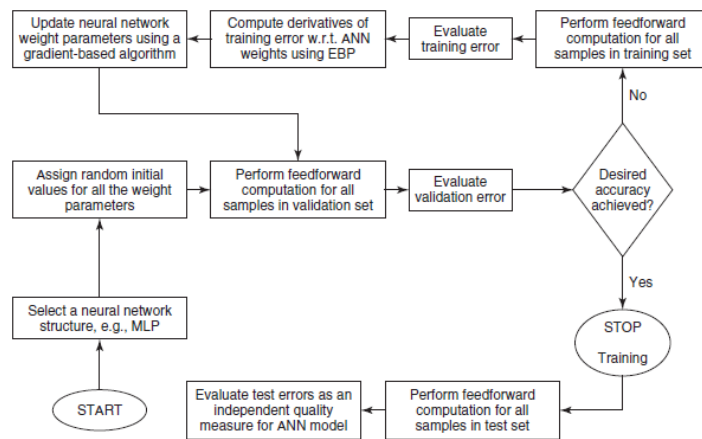 Update neural network
weight parameters using a
gradient-based algorithm
Compute derivatives of
training error w.r.t. ANN
weights using EBP
Evaluate
training error
Perform feedforward
computation for all
samples in training set
No
Assign random initial
values for all the weight
parameters
Perform feedforward
computation for all
samples in validation set
Evaluate
validation error
Desired
accuracy
achieved?
Yes
Select a neural network
structure, e.g., MLP
STOP
Training
START
Evaluate test errors as an
independent quality
measure for ANN model
Perform feedforward
computation for all
samples in test set